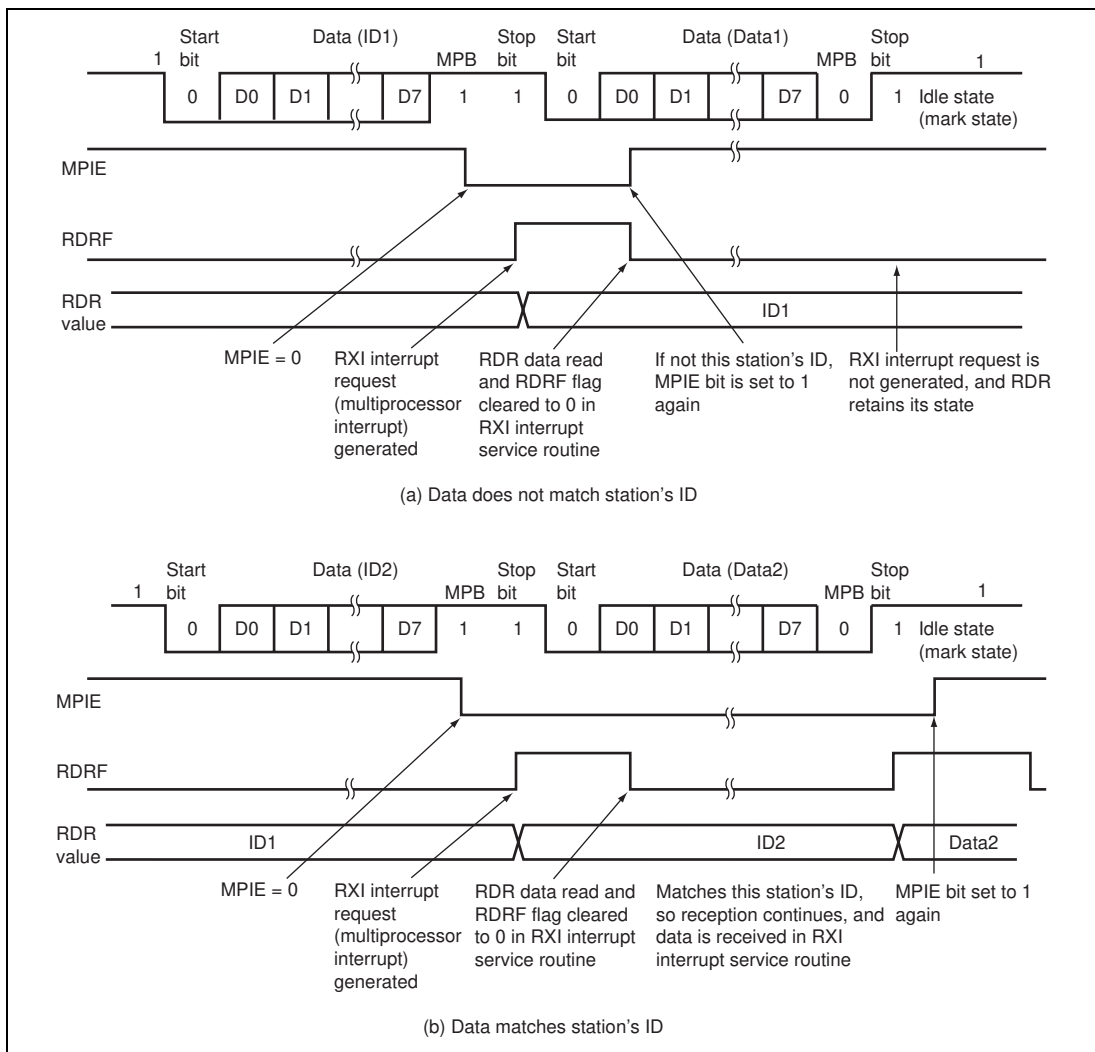 Start
bit
Data (ID1)
MPB
Stop
bit
Start
bit
Data (Data1)
MPB
Stop
bit
1
1
0
D0
D1
D7
1
1
0
D0
D1
D7
0
1
Idle state
(mark state)
MPIE
RDRF
RDR
value
ID1
MPIE = 0
RXI interrupt
request
(multiprocessor
interrupt)
generated
RDR data read
and RDRF flag
cleared to 0 in
RXI interrupt
service routine
If not this station's ID,
MPIE bit is set to 1
again
RXI interrupt request is
not generated, and RDR
retains its state
(a) Data does not match station's ID
Start
bit
Data (ID2)
MPB
Stop
bit
Start
bit
Data (Data2)
MPB
Stop
bit
1
1
0
D0
D1
D7
1
1
0
D0
D1
D7
0
1
Idle state
(mark state)
MPIE
RDRF
RDR
value
ID1
ID2
Data2
MPIE = 0
RXI interrupt
request
(multiprocessor
interrupt)
generated
RDR data read and
RDRF flag cleared
to 0 in RXI interrupt
service routine
Matches this station's ID,
so reception continues, and
data is received in RXI
interrupt service routine
MPIE bit set to 1
again
(b) Data matches station's ID